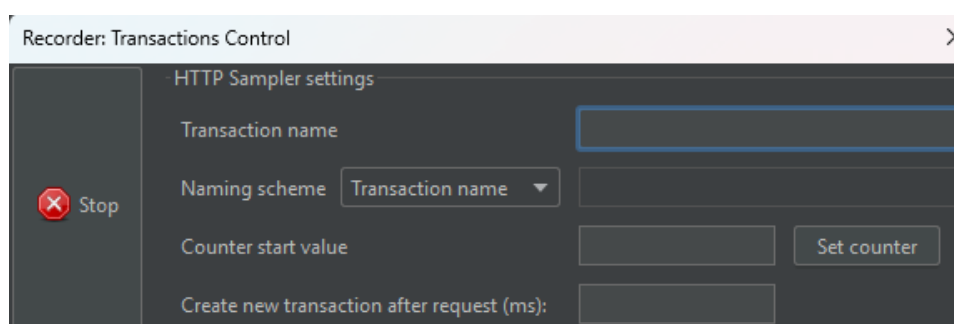 Recorder: Transactions Control
HTTP Sampler settings
Transaction name
Naming scheme Transaction name
Stop
Counter start value Set counter
Create new transaction after request (ms):